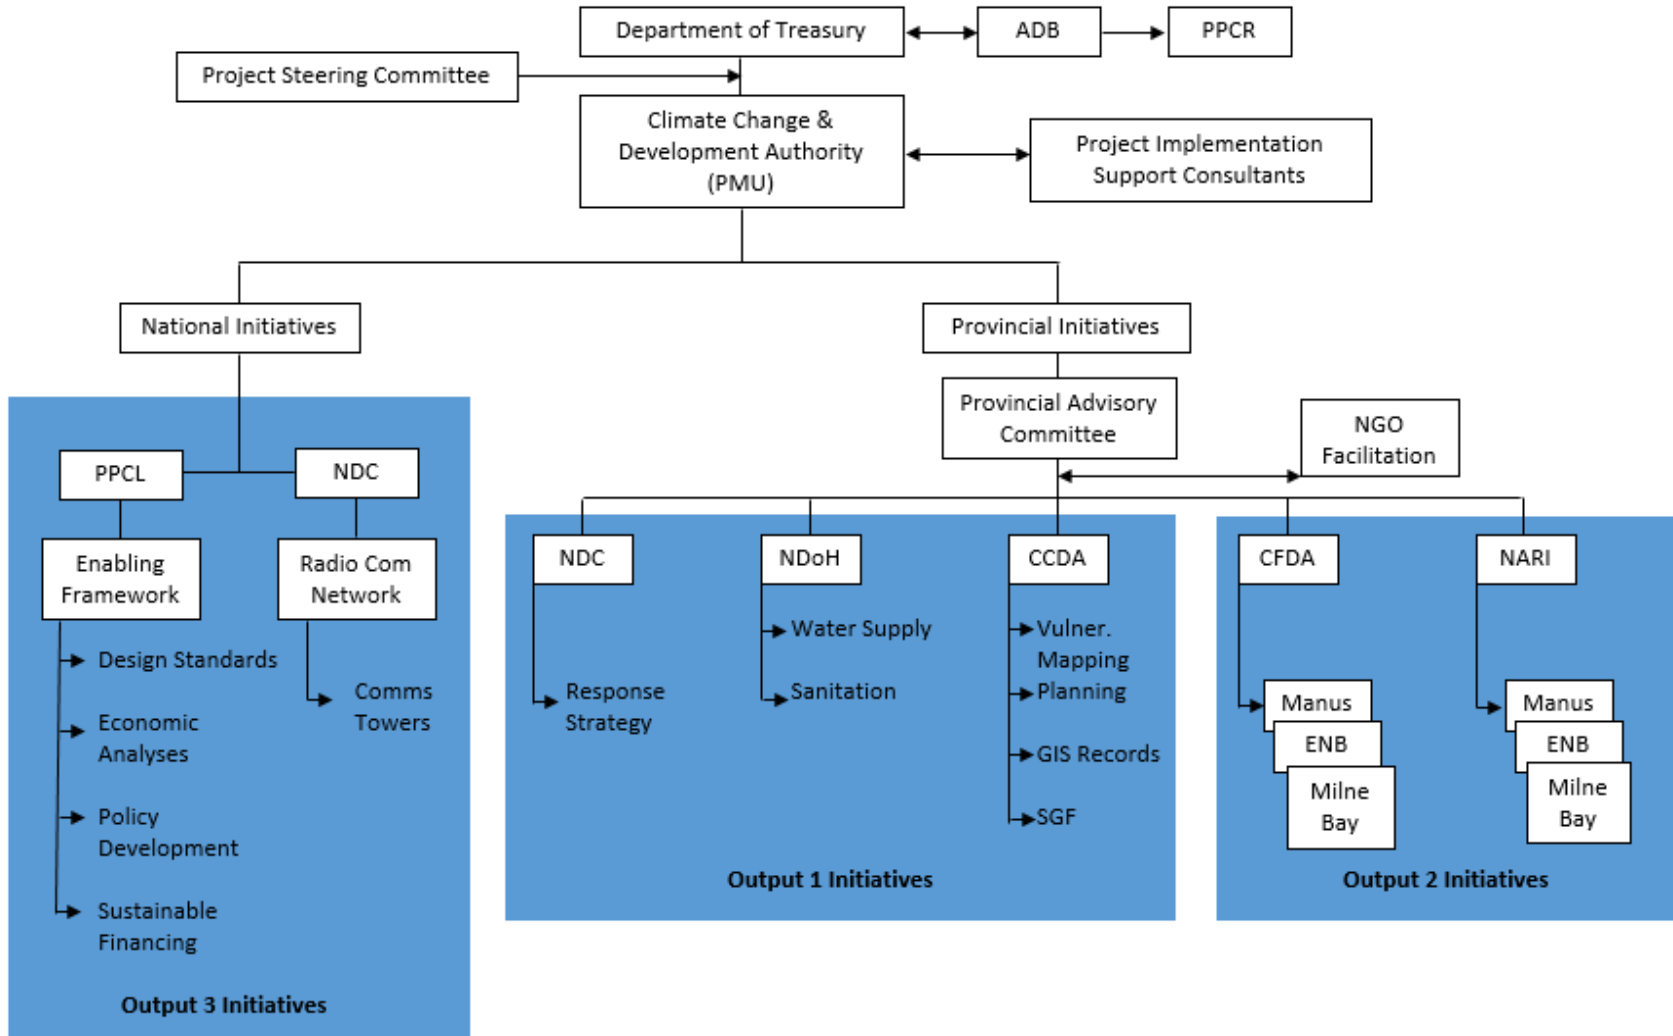 Department of Treasury
ADB
PPCR
Project Steering Committee
Climate Change &
Development Authority
(PMU)
Project Implementation
Support Consultants
National Initiatives
Provincial Initiatives
Provincial Advisory
Committee
NGO
Facilitation
PPCL
NDC
Enabling
Framework
Radio Com
Network
Design Standards
Economic
Analyses
Policy
Development
Sustainable
Financing
Comms
Towers
Output 3 Initiatives
NDC
Response
Strategy
NDoH
Water Supply
Sanitation
CCDA
Vulner.
Mapping
Planning
GIS Records
SGF
Output 1 Initiatives
CFDA
Manus
ENB
Milne
Bay
NARI
Manus
ENB
Milne
Bay
Output 2 Initiatives